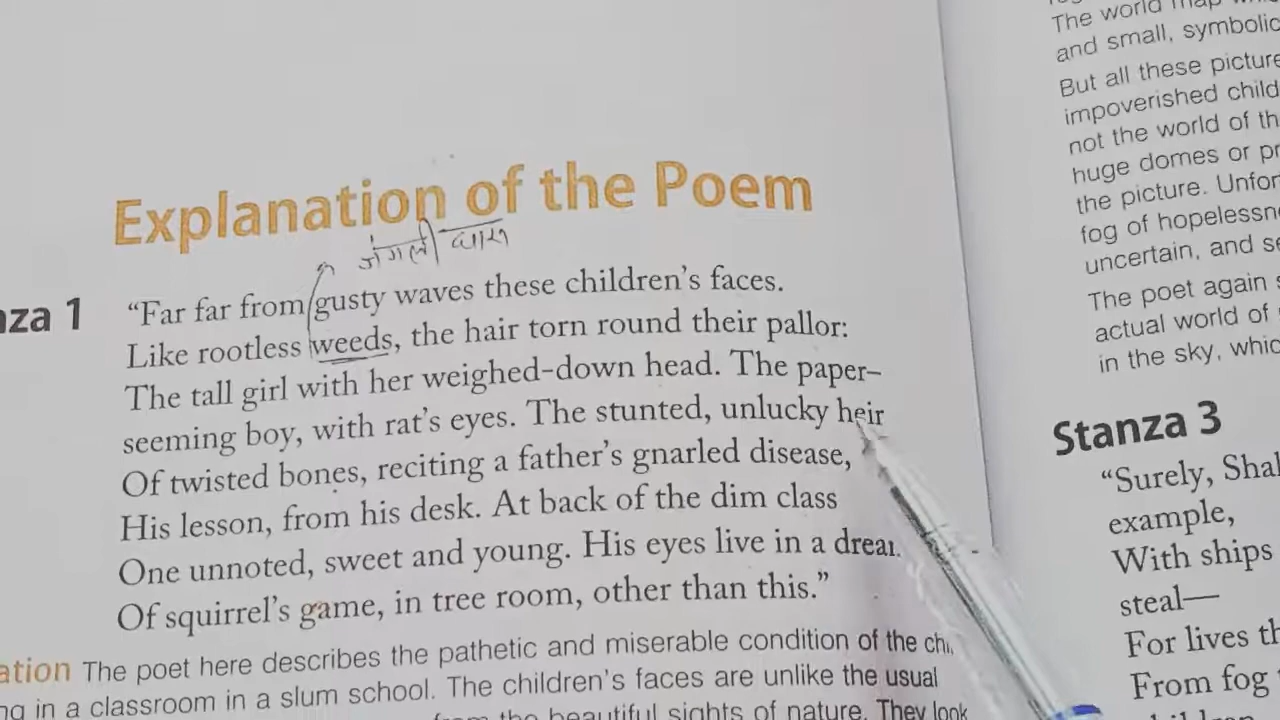 Explanation of the Poem
जंगली घास
nza 1
“Far far from gusty waves these children’s faces.
Like rootless weeds, the hair torn round their pallor:
The tall girl with her weighed-down head. The paper–
seeming boy, with rat’s eyes. The stunted, unlucky heir
Of twisted bones, reciting a father’s gnarled disease,
His lesson, from his desk. At back of the dim class
One unnoted, sweet and young. His eyes live in a drea
Of squirrel’s game, in tree room, other than this.”
ation The poet here describes the pathetic and miserable condition of the chi
ng in a classroom in a slum school. The children’s faces are unlike the usual
from the beautiful sights of nature. They look
The world map
and small, symbolic
But all these picture
impoverished child
not the world of th
huge domes or pr
the picture. Unfor
fog of hopelessn
uncertain, and se
The poet again s
actual world of
in the sky, whic
Stanza 3
“Surely, Shak
example,
With ships
steal—
For lives th
From fog